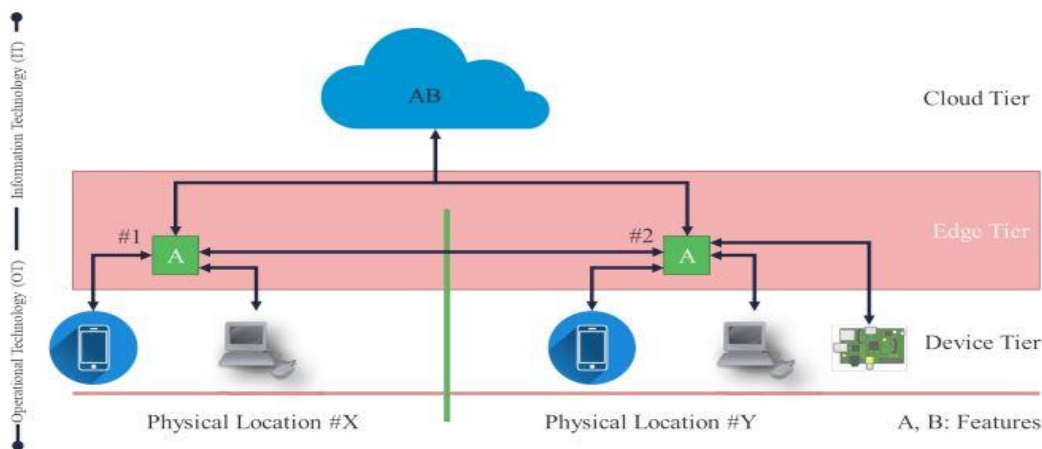 Information Technology (IT)
Operational Technology (OT)
AB
Cloud Tier
#1
A
#2
A
Edge Tier
Device Tier
Physical Location #X
Physical Location #Y
A, B: Features